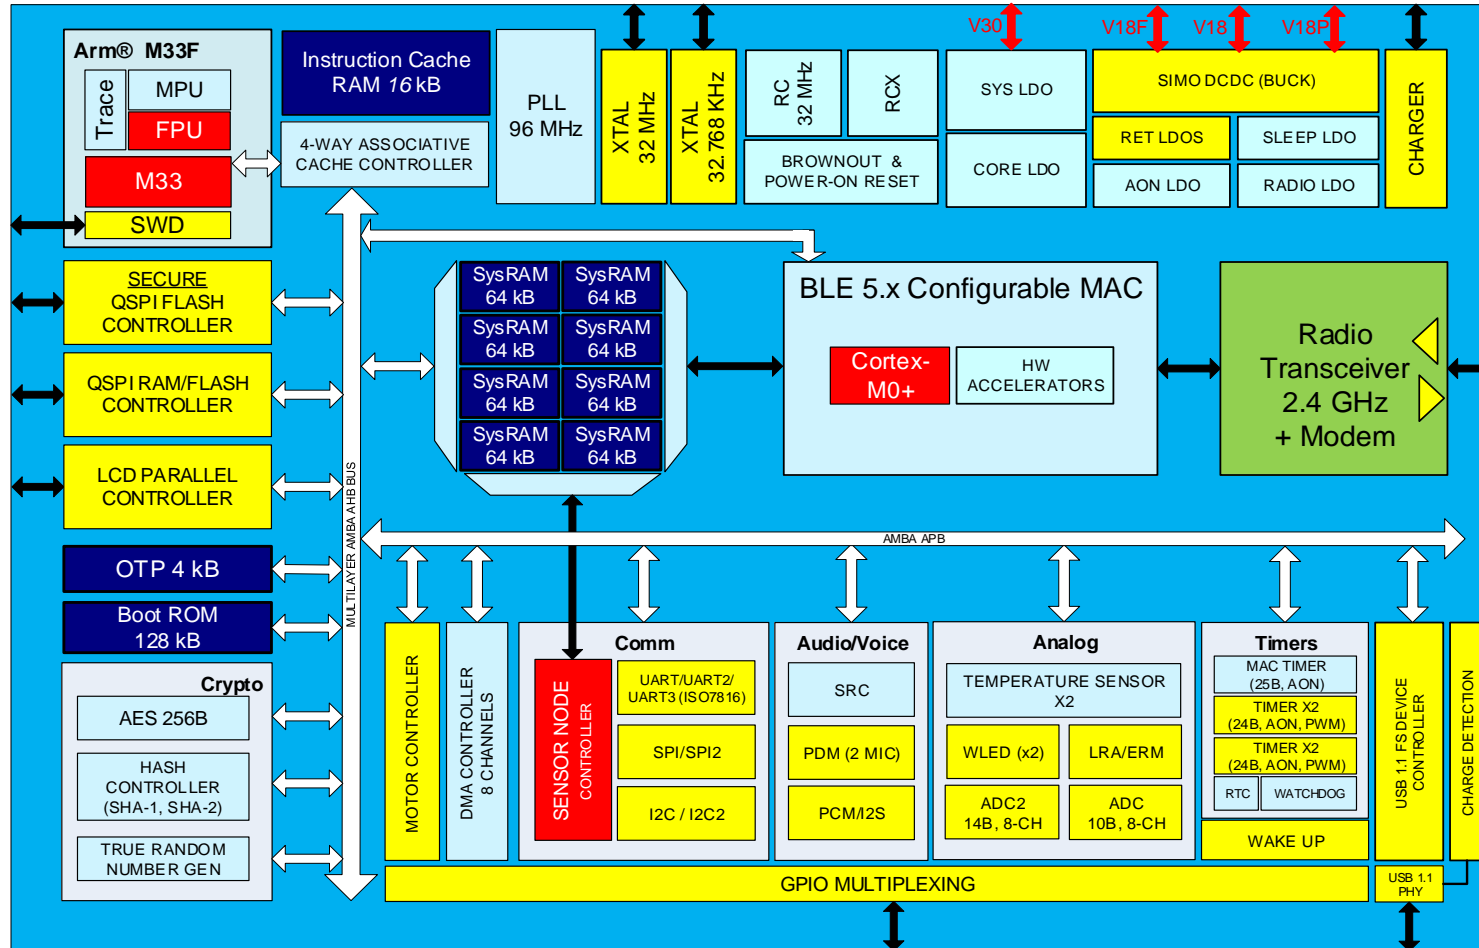 Arm® M33F
Trace
MPU
FPU
M33
SWD
Instruction Cache
RAM 16 kB
4-WAY ASSOCIATIVE
CACHE CONTROLLER
PLL
96 MHz
XTAL
32 MHz
XTAL
32.768 KHz
RC
32 MHz
RCX
BROWNOUT &
POWER-ON RESET
V30
SYS LDO
CORE LDO
V18F
V18
V18P
SIMO DCDC (BUCK)
RET LDOS
SLEEP LDO
AON LDO
RADIO LDO
CHARGER
SECURE
QSPI FLASH
CONTROLLER
QSPI RAM/FLASH
CONTROLLER
LCD PARALLEL
CONTROLLER
OTP 4 kB
Boot ROM
128 kB
Crypto
AES 256B
HASH
CONTROLLER
(SHA-1, SHA-2)
TRUE RANDOM
NUMBER GEN
MULTILAYER AMBA AHB BUS
SysRAM
64 kB
SysRAM
64 kB
SysRAM
64 kB
SysRAM
64 kB
SysRAM
64 kB
SysRAM
64 kB
SysRAM
64 kB
SysRAM
64 kB
BLE 5.x Configurable MAC
Cortex-
M0+
HW
ACCELERATORS
Radio
Transceiver
2.4 GHz
+ Modem
AMBA APB
MOTOR CONTROLLER
DMA CONTROLLER
8 CHANNELS
Comm
SENSOR NODE
CONTROLLER
UART/UART2/
UART3 (ISO7816)
SPI/SPI2
I2C / I2C2
Audio/Voice
SRC
PDM (2 MIC)
PCM/I2S
Analog
TEMPERATURE SENSOR
X2
WLED (x2)
LRA/ERM
ADC2
14B, 8-CH
ADC
10B, 8-CH
Timers
MAC TIMER
(25B, AON)
TIMER X2
(24B, AON, PWM)
TIMER X2
(24B, AON, PWM)
RTC
WATCHDOG
WAKE UP
USB 1.1 FS DEVICE
CONTROLLER
CHARGE DETECTION
GPIO MULTIPLEXING
USB 1.1
PHY